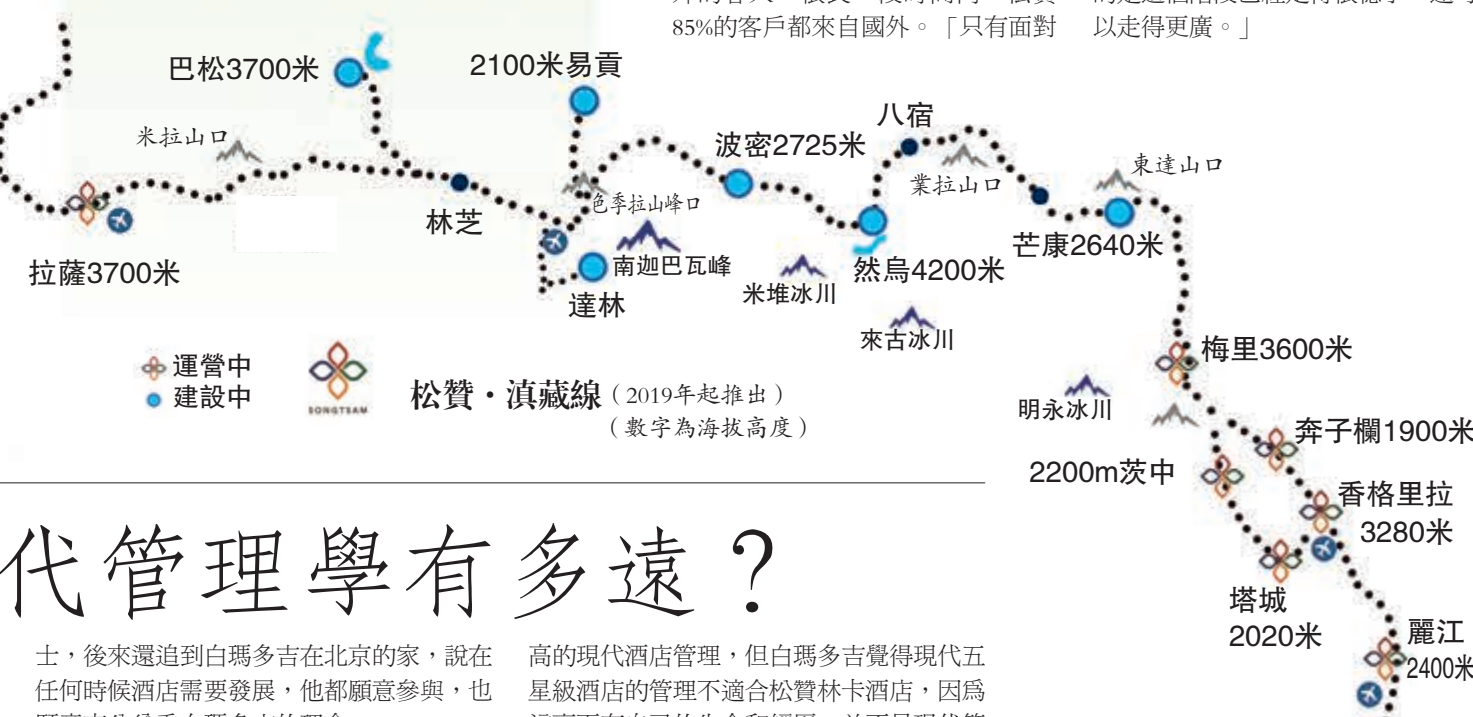 85%的客戶都來自國外。「只有面對
以走得更廣。」
巴松3700米
2100米易貢
八宿
米拉山口
波密2725米
業拉山口
東達山口
色季拉山峰口
林芝
芒康2640米
拉薩3700米
南迦巴瓦峰
然烏4200米
達林
米堆冰川
來古冰川
運營中
建設中
SONGTSAM
松贊・滇藏線（2019年起推出）
（數字為海拔高度）
梅里3600米
明永冰川
奔子欄1900米
2200m茨中
香格里拉
3280米
塔城
2020米
麗江
2400米
代管理學有多遠？
士，後來還追到白瑪多吉在北京的家，說在
任何時候酒店需要發展，他都願意參與，也
高的現代酒店管理，但白瑪多吉覺得現代五
星級酒店的管理不適合松贊林卡酒店，因爲